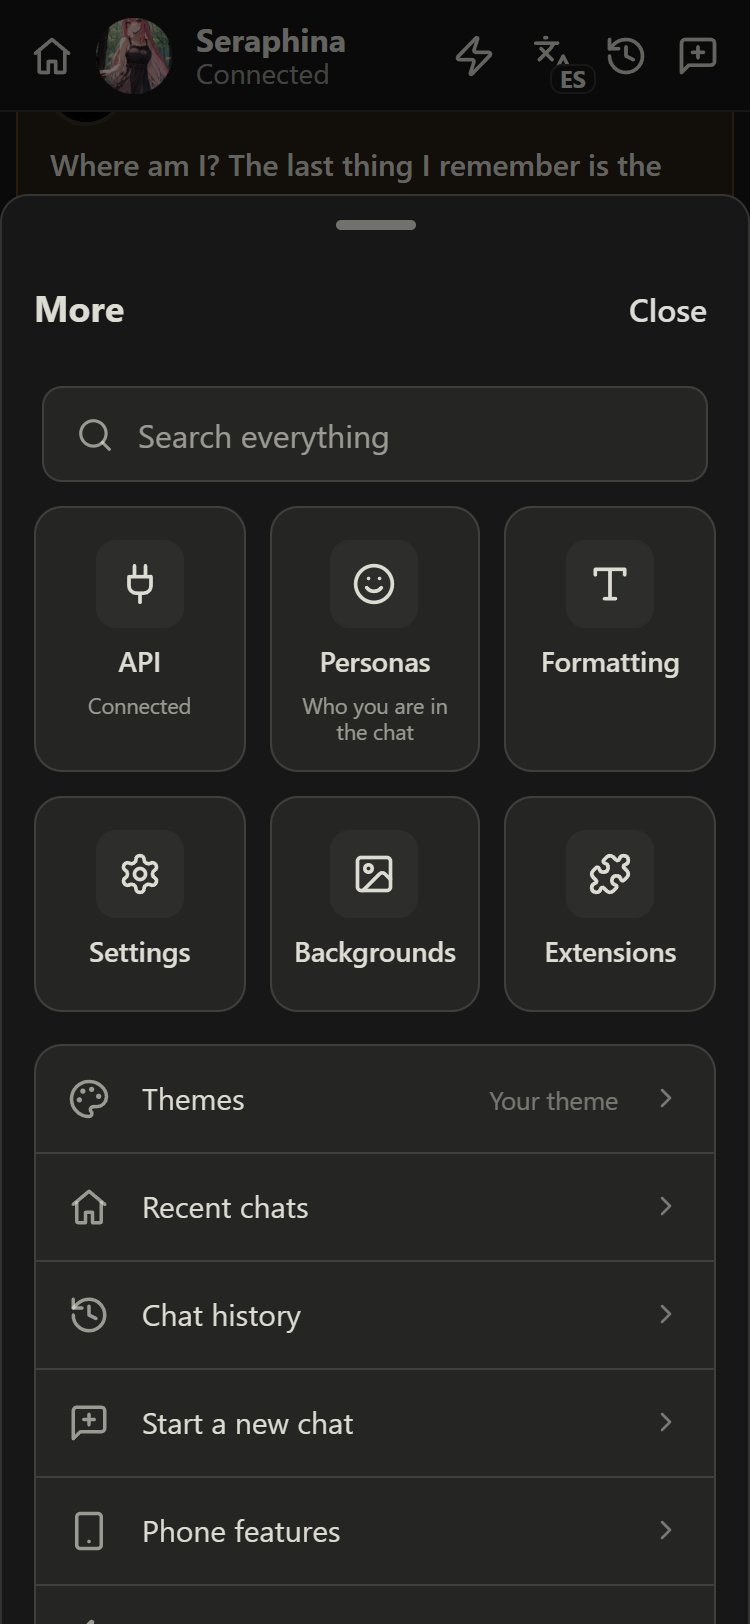 Seraphina
Connected
ES
Where am I? The last thing I remember is the
More
Close
Search everything
API
Connected
Personas
Who you are in
the chat
Formatting
Settings
Backgrounds
Extensions
Themes
Your theme
Recent chats
Chat history
Start a new chat
Phone features